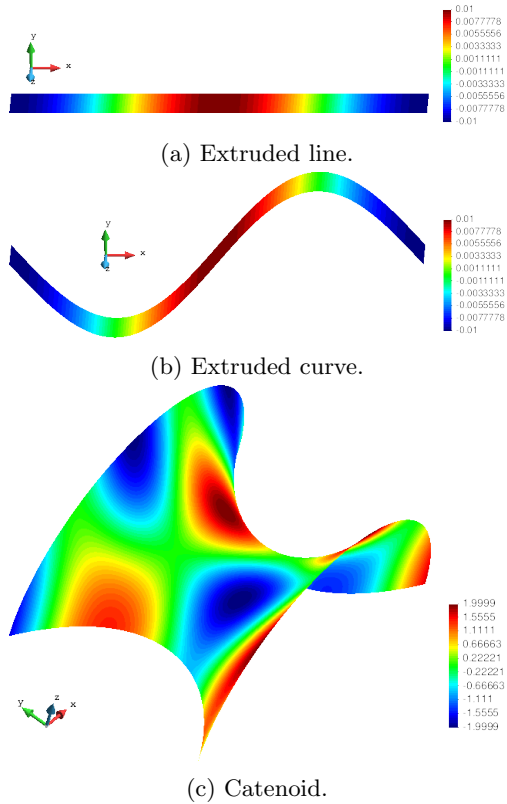 0.01
0.0077778
0.0055556
0.0033333
0.0011111
-0.0011111
-0.0033333
-0.0055556
-0.0077778
-0.01
y
x
z
(a) Extruded line.
0.01
0.0077778
0.0055556
0.0033333
0.0011111
-0.0011111
-0.0033333
-0.0055556
-0.0077778
-0.01
y
x
z
(b) Extruded curve.
1.9999
1.5555
1.1111
0.66663
0.22221
-0.22221
-0.66663
-1.111
-1.5555
-1.9999
y
z
x
(c) Catenoid.